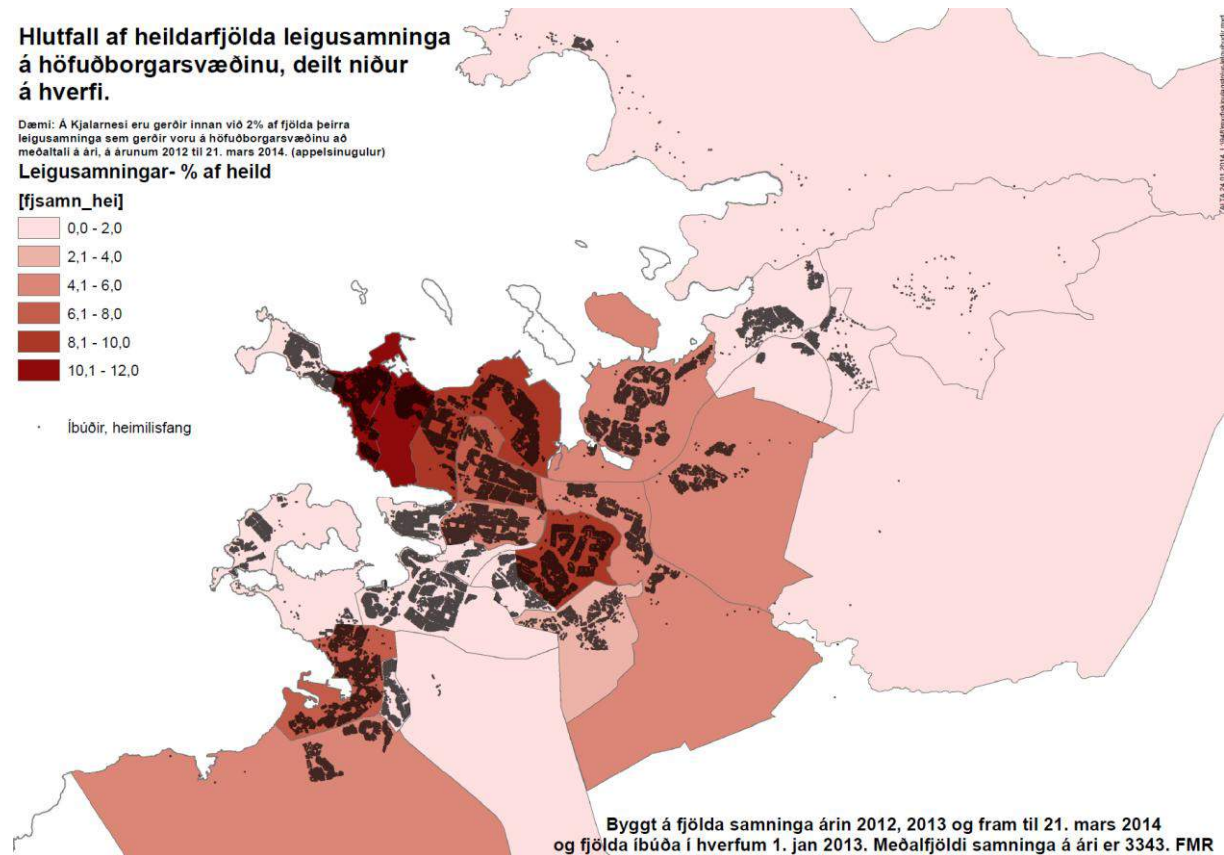 Hlutfall af heildarfjölda leigusamninga
á höfuðborgarsvæðinu, deilt niður
á hverfi.
Dæmi: Á Kjalarnesi eru gerðir innan við 2% af fjölda þeirra
leigusamninga sem gerðir voru á höfuðborgarsvæðinu að
meðaltali á ári, á árunum 2012 til 21. mars 2014. (appelsínugulur)
Leigusamningar- % af heild
[fjsamn_hei]
0,0 - 2,0
2,1 - 4,0
4,1 - 6,0
6,1 - 8,0
8,1 - 10,0
10,1 - 12,0
Íbúðir, heimilisfang
Byggt á fjölda samninga árin 2012, 2013 og fram til 21. mars 2014
og fjölda íbúða í hverfum 1. jan 2013. Meðalfjöldi samninga á ári er 3343. FMR